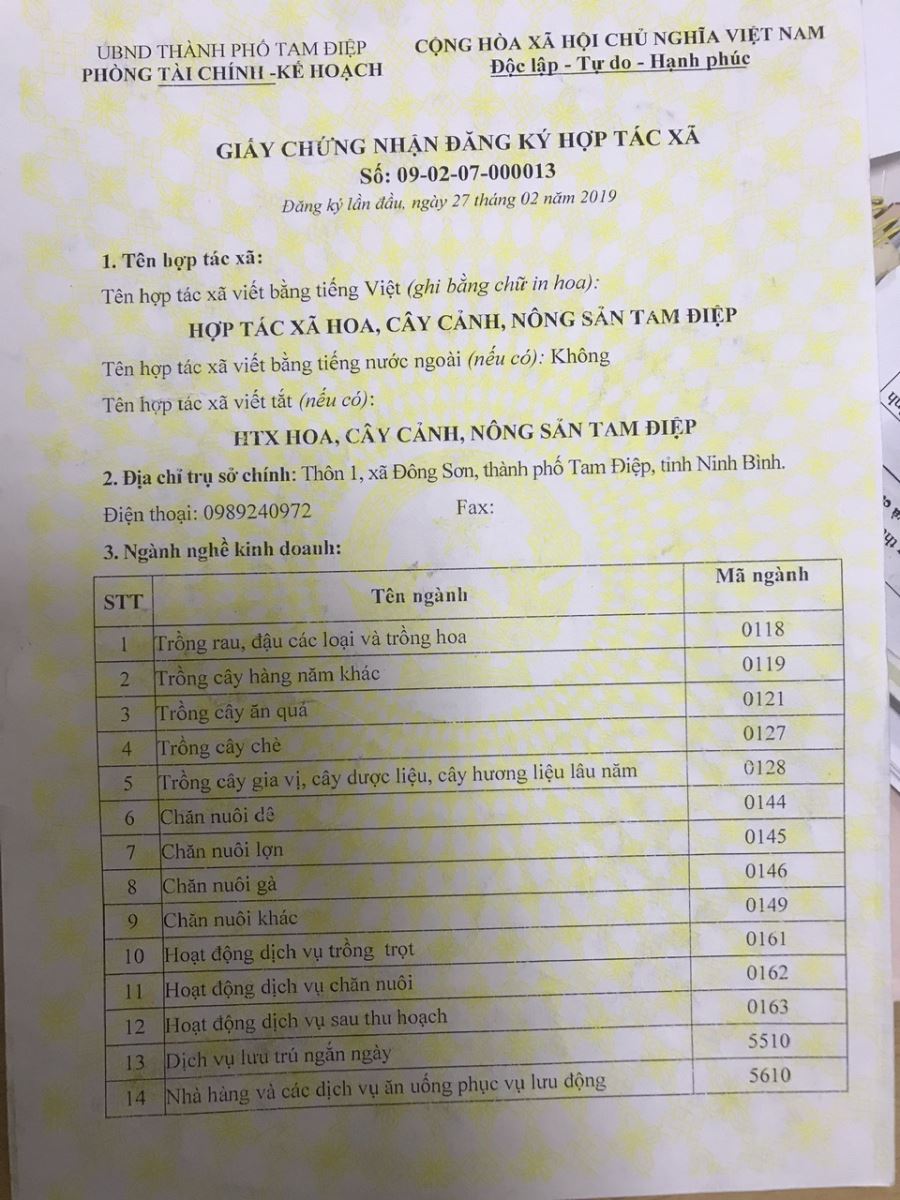 UBND THÀNH PHỐ TAM ĐIỆP
PHÒNG TÀI CHÍNH -KẾ HOẠCH
CỘNG HÒA XÃ HỘI CHỦ NGHĨA VIỆT NAM
Độc lập - Tự do - Hạnh phúc
GIẤY CHỨNG NHẬN ĐĂNG KÝ HỢP TÁC XÃ
Số: 09-02-07-000013
Đăng ký lần đầu, ngày 27 tháng 02 năm 2019
1. Tên hợp tác xã:
Tên hợp tác xã viết bằng tiếng Việt (ghi bằng chữ in hoa):
HỢP TÁC XÃ HOA, CÂY CẢNH, NÔNG SẢN TAM ĐIỆP
Tên hợp tác xã viết bằng tiếng nước ngoài (nếu có): Không
Tên hợp tác xã viết tắt (nếu có):
HTX HOA, CÂY CẢNH, NÔNG SẢN TAM ĐIỆP
2. Địa chỉ trụ sở chính: Thôn 1, xã Đông Sơn, thành phố Tam Điệp, tỉnh Ninh Bình.
Điện thoại: 0989240972 Fax:
3. Ngành nghề kinh doanh:
STT Tên ngành Mã ngành
1 Trồng rau, đậu các loại và trồng hoa 0118
2 Trồng cây hàng năm khác 0119
3 Trồng cây ăn quả 0121
4 Trồng cây chè 0127
5 Trồng cây gia vị, cây dược liệu, cây hương liệu lâu năm 0128
6 Chăn nuôi dê 0144
7 Chăn nuôi lợn 0145
8 Chăn nuôi gà 0146
9 Chăn nuôi khác 0149
10 Hoạt động dịch vụ trồng trọt 0161
11 Hoạt động dịch vụ chăn nuôi 0162
12 Hoạt động dịch vụ sau thu hoạch 0163
13 Dịch vụ lưu trú ngắn ngày 5510
14 Nhà hàng và các dịch vụ ăn uống phục vụ lưu động 5610